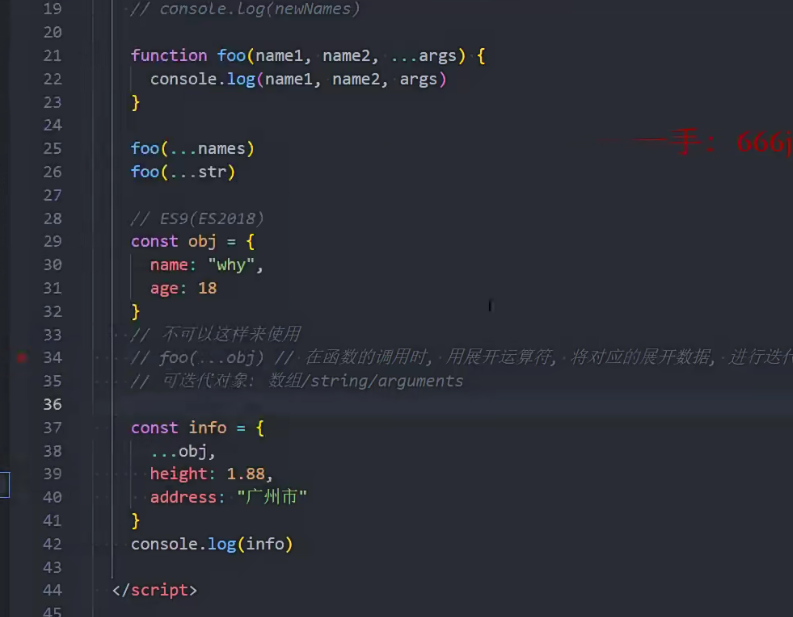 19 // console.log(newNames)
20
21 function foo(name1, name2, ...args) {
22 console.log(name1, name2, args)
23 }
24
25 foo(...names)
26 foo(...str)
27
28 // ES9(ES2018)
29 const obj = {
30 name: "why",
31 age: 18
32 }
33 // 不可以这样来使用
34 // foo(...obj) // 在函数的调用时, 用展开运算符, 将对应的展开数据, 进行迭代
35 // 可迭代对象: 数组/string/arguments
36
37 const info = {
38 ...obj,
39 height: 1.88,
40 address: "广州市"
41 }
42 console.log(info)
43
44 </script>
45
一手: 666j